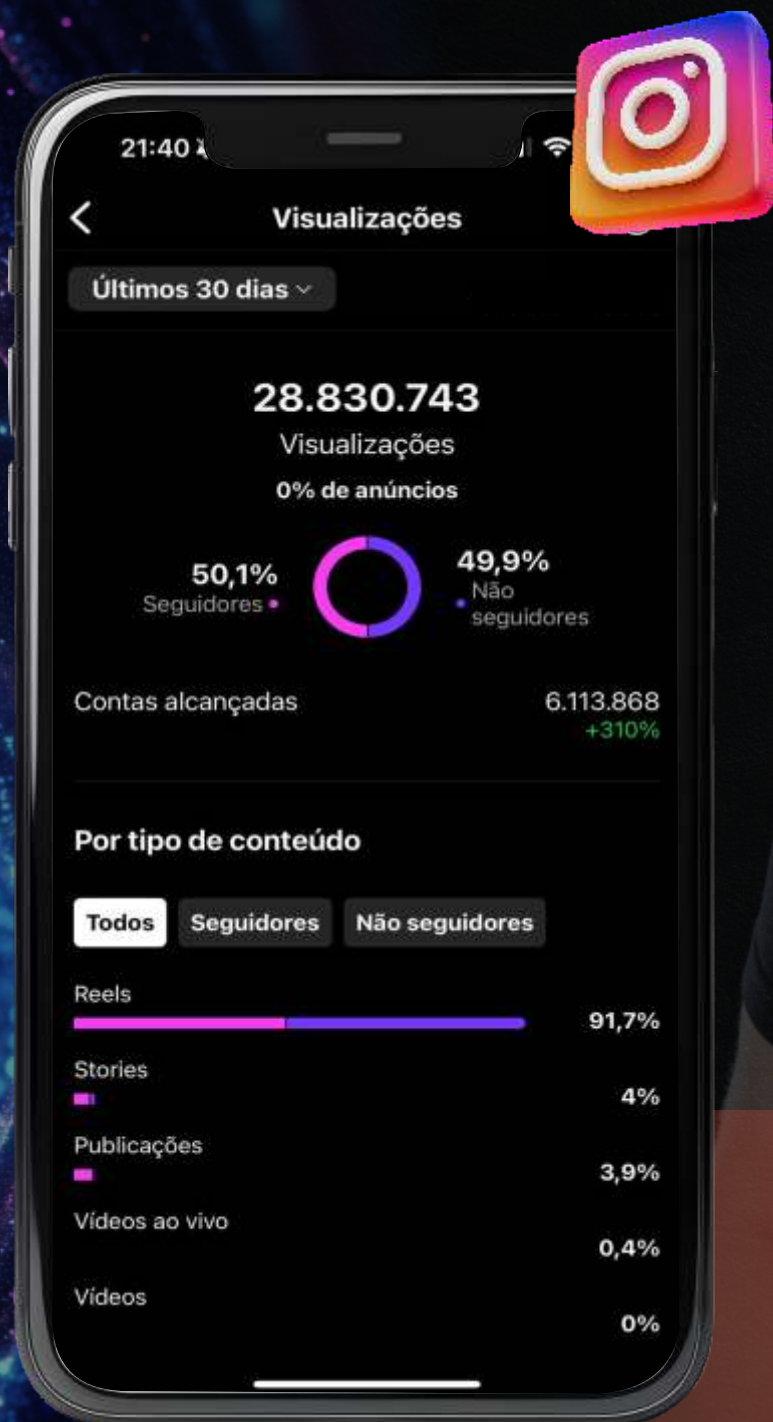 21:40
Visualizações
Últimos 30 dias
28.830.743
Visualizações
0% de anúncios
50,1%
Seguidores
49,9%
Não
seguidores
Contas alcançadas
6.113.868
+310%
Por tipo de conteúdo
Todos
Seguidores
Não seguidores
Reels
91,7%
Stories
4%
Publicações
3,9%
Vídeos ao vivo
0,4%
Vídeos
0%